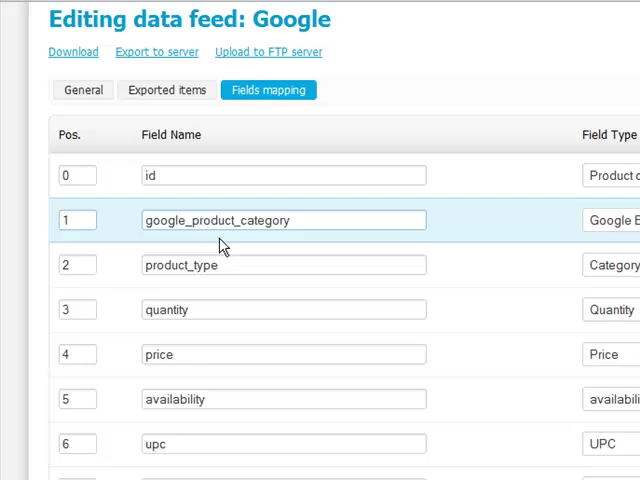 Editing data feed: Google
Download Export to server Upload to FTP server
General Exported items Fields mapping
Pos. Field Name Field Type
0 id Product
1 google_product_category Google
2 product_type Category
3 quantity Quantity
4 price Price
5 availability availabili
6 upc UPC